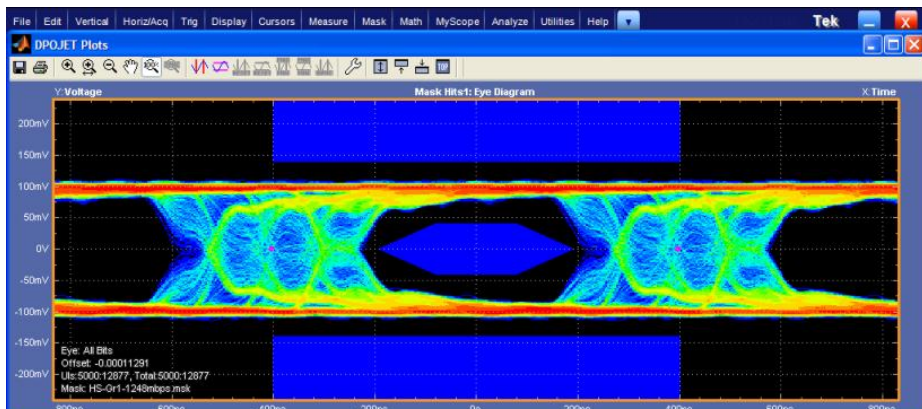 File Edit Vertical Horiz/Acq Trig Display Cursors Measure Mask Math MyScope Analyze Utilities Help Tek
DPOJET Plots
Y:Voltage Mask Hits1: Eye Diagram X:Time
200mV
150mV
100mV
50mV
0V
-50mV
-100mV
-150mV
-200mV
Eye: All Bits
Offset: -0.00011291
UIs:5000:12877, Total:5000:12877
Mask: HS-Gr1-1248mbps.msk